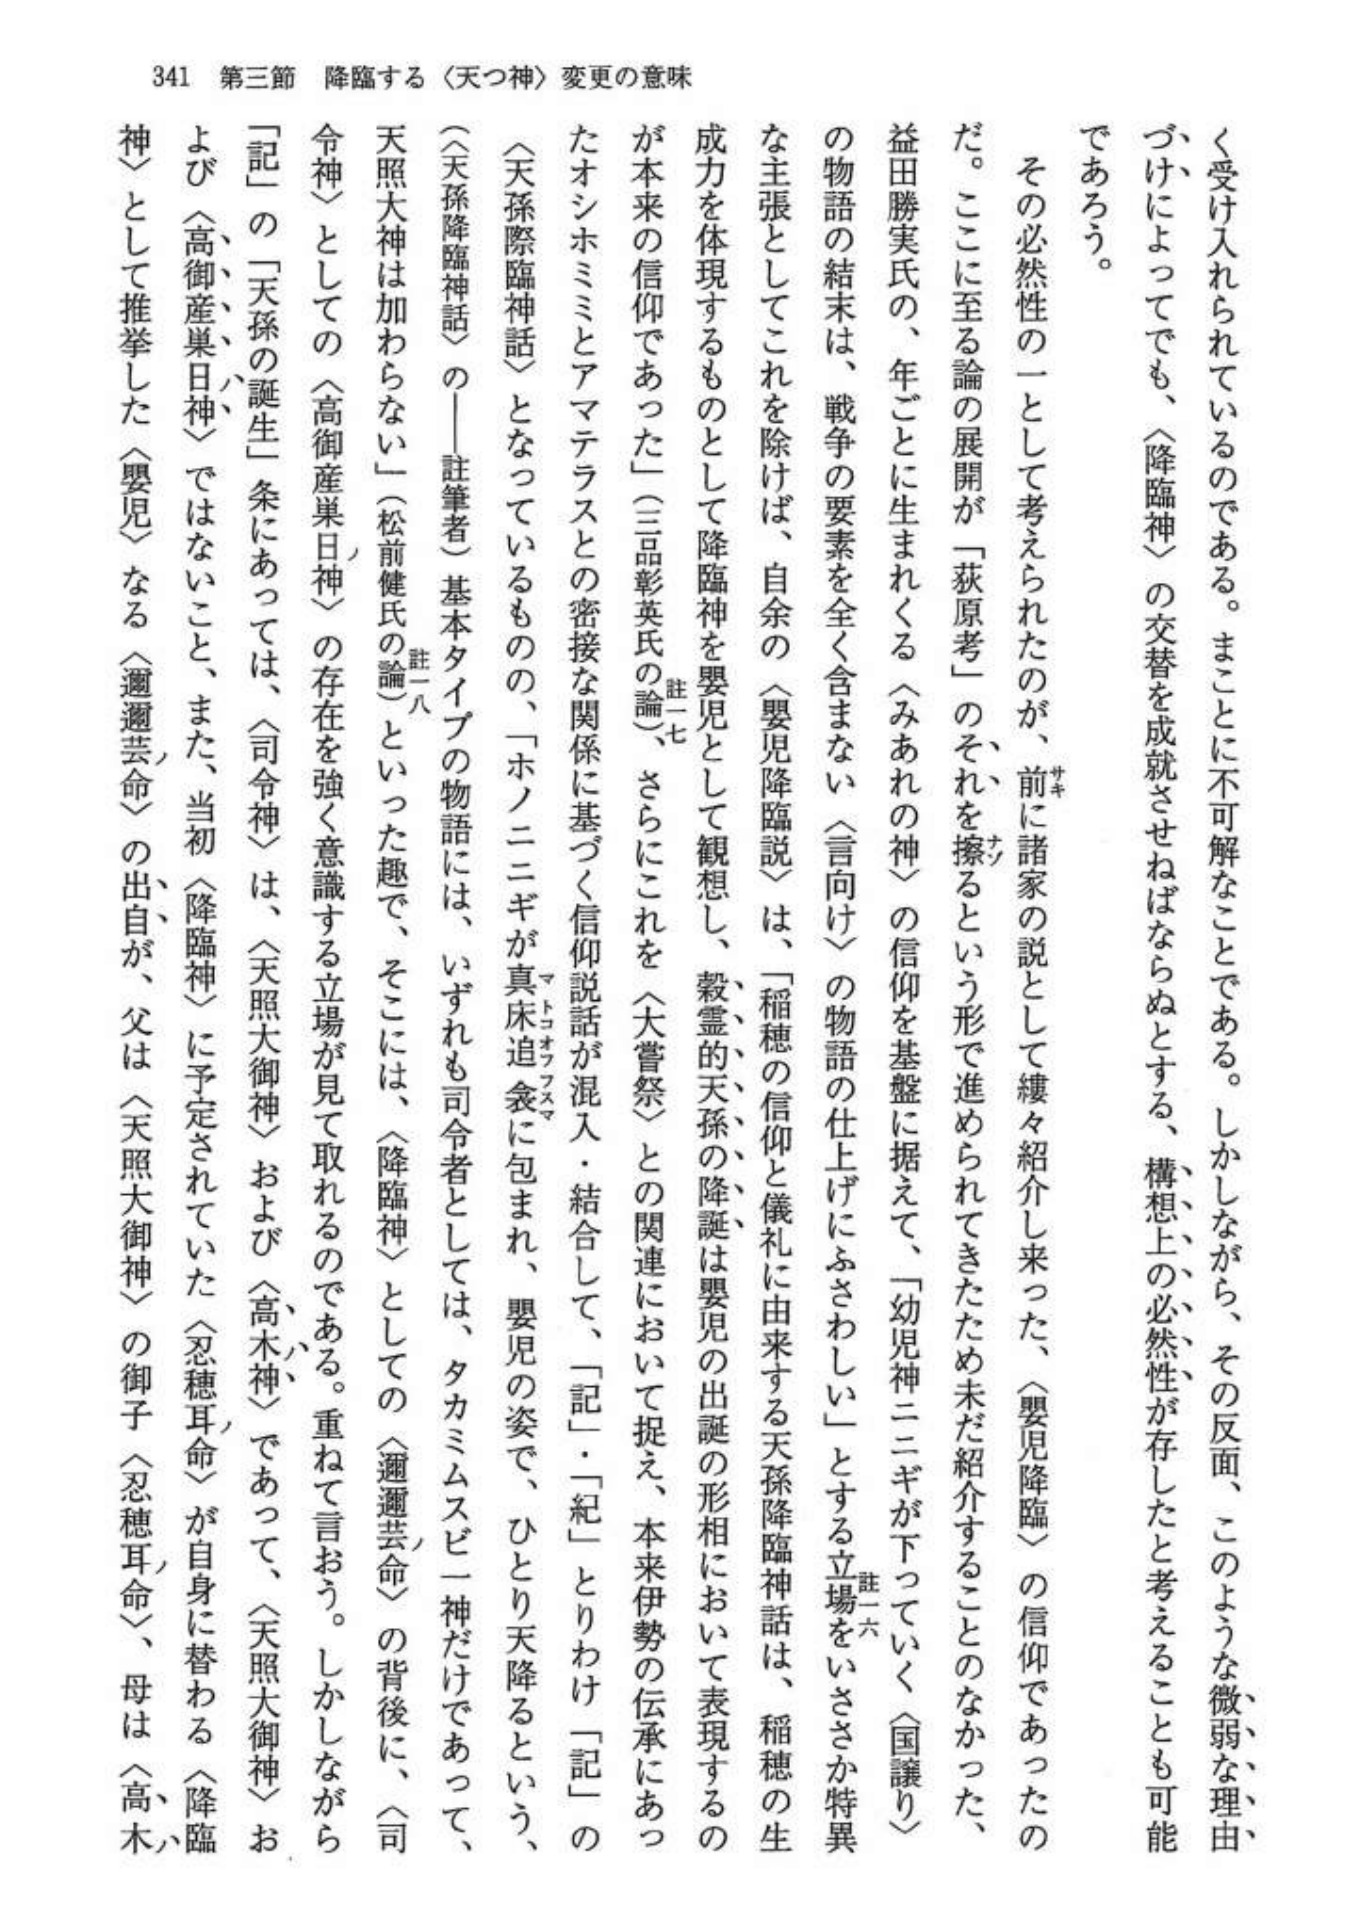 341　第三節　降臨する〈天つ神〉変更の意味
く受け入れられているのである。まことに不可解なことである。しかしながら、その反面、このような微弱な理由
づけによってでも、〈降臨神〉の交替を成就させねばならぬとする、構想上の必然性が存したと考えることも可能
であろう。
　その必然性の一として考えられたのが、前サキに諸家の説として縷々紹介し来った、〈嬰児降臨〉の信仰であったの
だ。ここに至る論の展開が「荻原考」のそれを擦ナゾるという形で進められてきたため未だ紹介することのなかった、
益田勝実氏の、年ごとに生まれくる〈みあれの神〉の信仰を基盤に据えて、「幼児神ニニギが下っていく〈国譲り〉
の物語の結末は、戦争の要素を全く含まない〈言向け〉の物語の仕上げにふさわしい」とする立場註一六をいささか特異
な主張としてこれを除けば、自余の〈嬰児降臨説〉は、「稲穂の信仰と儀礼に由来する天孫降臨神話は、稲穂の生
成力を体現するものとして降臨神を嬰児として観想し、穀霊的天孫の降誕は嬰児の出誕の形相において表現するの
が本来の信仰であった」（三品彰英氏の論註一七）、さらにこれを〈大嘗祭〉との関連において捉え、本来伊勢の伝承にあっ
たオシホミミとアマテラスとの密接な関係に基づく信仰説話が混入・結合して、「記」・「紀」とりわけ「記」の
〈天孫際臨神話〉となっているものの、「ホノニニギが真床追衾マトコオフフスマに包まれ、嬰児の姿で、ひとり天降るという、
（〈天孫降臨神話〉の――註筆者）基本タイプの物語には、いずれも司令者としては、タカミムスビ一神だけであって、
天照大神は加わらない」（松前健氏の論註一八）といった趣で、そこには、〈降臨神〉としての〈邇邇芸ノ命〉の背後に、〈司
令神〉としての〈高御産巣日ノ神〉の存在を強く意識する立場が見て取れるのである。重ねて言おう。しかしながら
「記」の「天孫の誕生」条にあっては、〈司令神〉は、〈天照大御神〉および〈高木ハ神〉であって、〈天照大御神〉お
よび〈高御産巣日ハ神〉ではないこと、また、当初〈降臨神〉に予定されていた〈忍穂耳ノ命〉が自身に替わる〈降臨
神〉として推挙した〈嬰児〉なる〈邇邇芸ノ命〉の出自が、父は〈天照大御神〉の御子〈忍穂耳ノ命〉、母は〈高木ハ